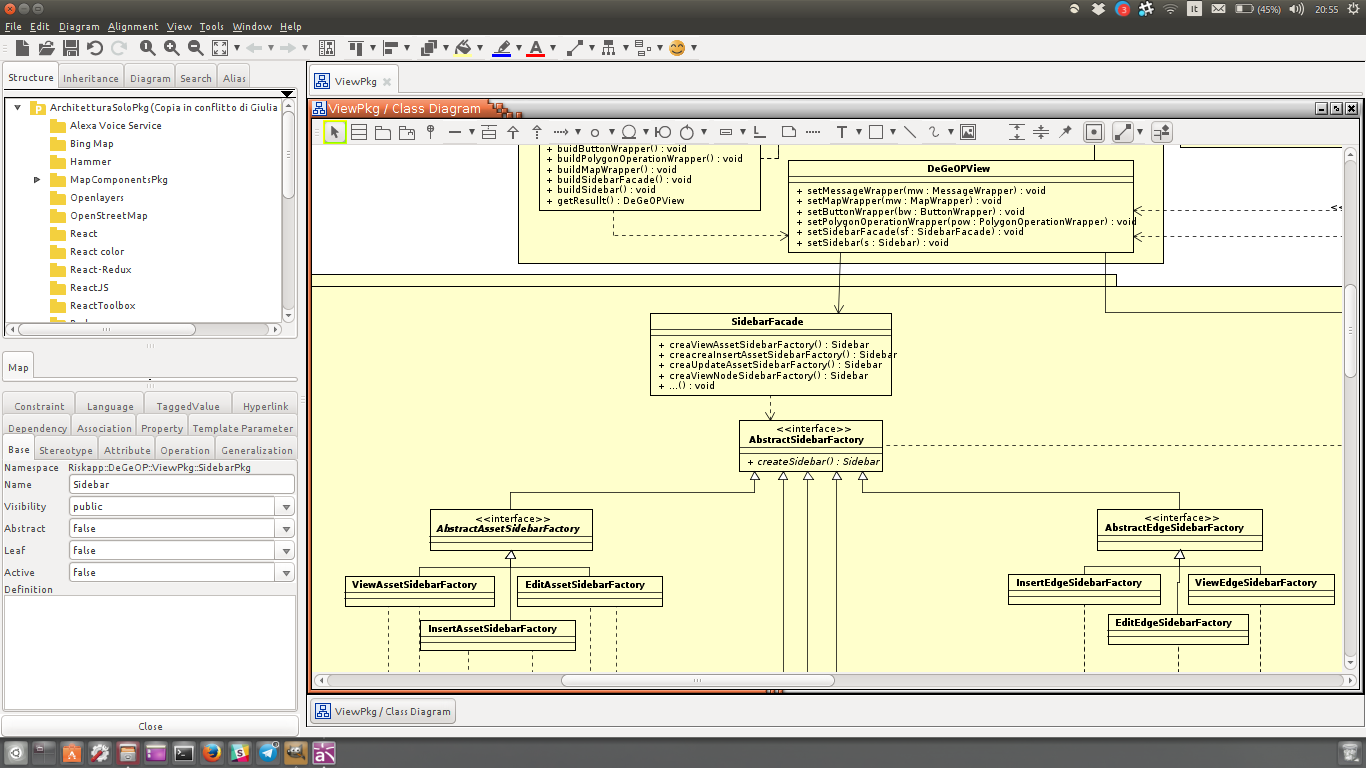 3
It
(45%)
20:55
File Edit Diagram Alignment View Tools Window Help
Structure Inheritance Diagram Search Alias
ArchitetturaSoloPkg(Copia in conflitto di Giulia
Alexa Voice Service
Bing Map
Hammer
MapComponentsPkg
Openlayers
OpenStreetMap
React
React color
React-Redux
ReactJS
ReactToolbox
Map
Constraint Language TaggedValue Hyperlink
Dependency Association Property Template Parameter
Base Stereotype Attribute Operation Generalization
Namespace Riskapp::DeGeOP::ViewPkg::SidebarPkg
Name Sidebar
Visibility public
Abstract false
Leaf false
Active false
Definition
Close
ViewPkg
ViewPkg / Class Diagram
T
+ buidButtonWrapper() : void
+ buildPolygonOperationWrapper() : void
+ buildMapWrapper() : void
+ buildSidebarFacade() : void
+ buildSidebar() : void
+ getResullt() : DeGeOPView
DeGeOPView
+ setMessageWrapper(mw : MessageWrapper) : void
+ setMapWrapper(mw : MapWrapper) : void
+ setButtonWrapper(bw : ButtonWrapper) : void
+ setPolygonOperationWrapper(pow : PolygonOperationWrapper) : void
+ setSidebarFacade(sf : SidebarFacade) : void
+ setSidebar(s : Sidebar) : void
<<
SidebarFacade
+ creaViewAssetSidebarFactory() : Sidebar
+ creacreaInsertAssetSidebarFactory() : Sidebar
+ creaUpdateAssetSidebarFactory() : Sidebar
+ creaViewNodeSidebarFactory() : Sidebar
+ ...() : void
<<interface>>
AbstractSidebarFactory
+ createSidebar() : Sidebar
<<interface>>
AbstractAssetSidebarFactory
ViewAssetSidebarFactory
EditAssetSidebarFactory
InsertAssetSidebarFactory
<<interface>>
AbstractEdgeSidebarFactory
InsertEdgeSidebarFactory
ViewEdgeSidebarFactory
EditEdgeSidebarFactory
ViewPkg / Class Diagram